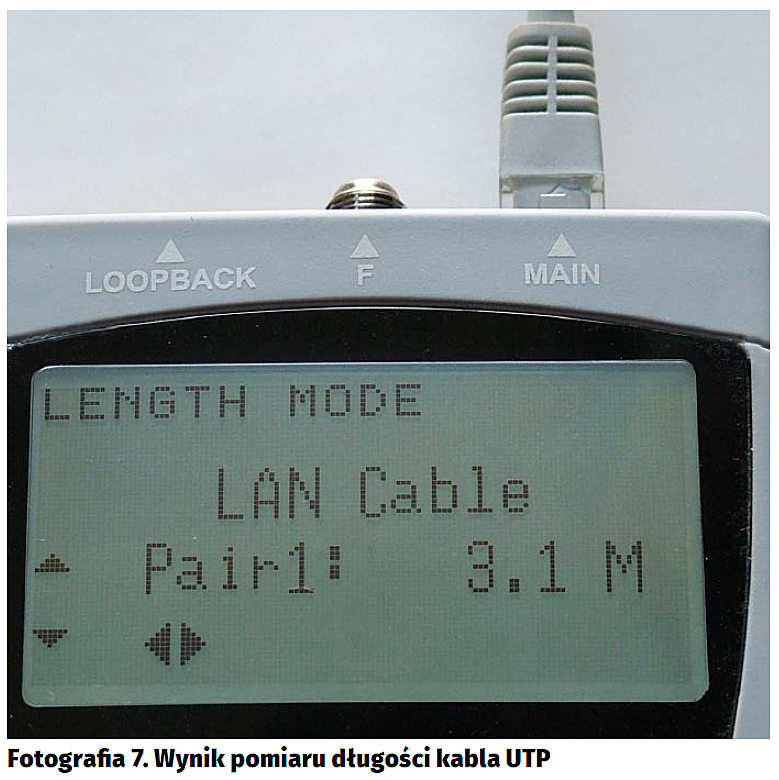 LOOPBACK F MAIN
LENGTH MODE
LAN Cable
Pair1: 3.1 M
Fotografia 7. Wynik pomiaru długości kabla UTP